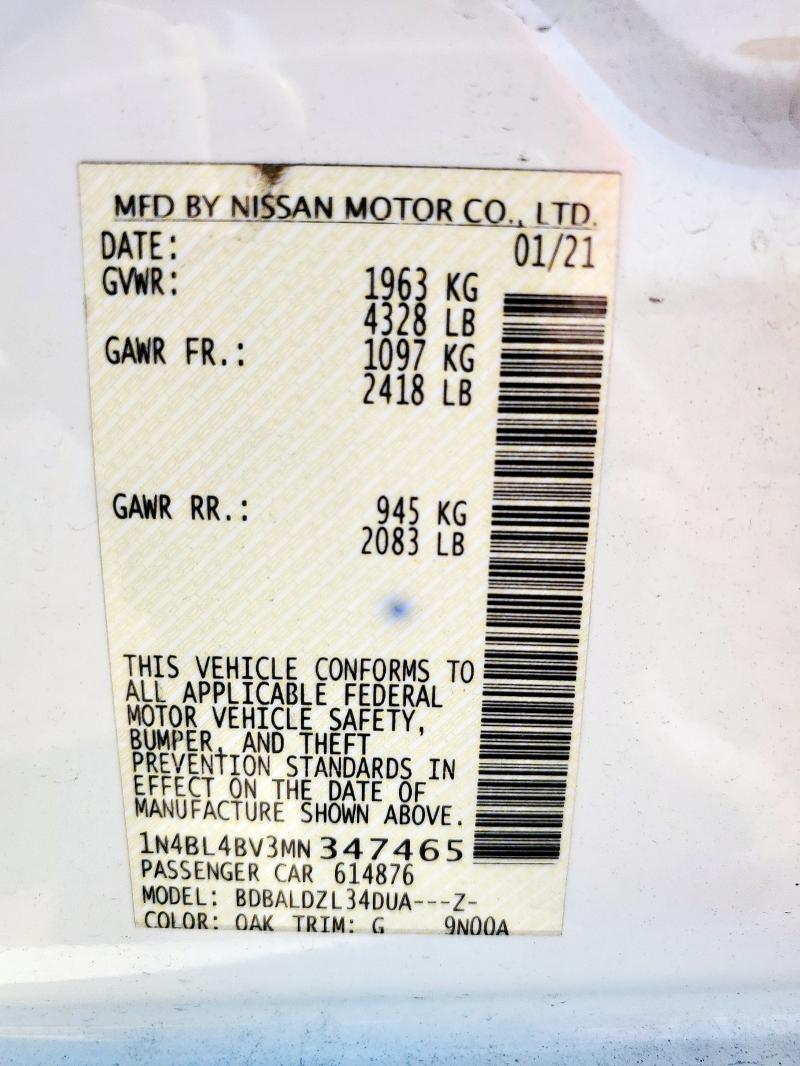 MFD BY NISSAN MOTOR CO., LTD.
DATE: 01/21
GVWR: 1963 KG
4328 LB
GAWR FR.: 1097 KG
2418 LB
GAWR RR.: 945 KG
2083 LB
THIS VEHICLE CONFORMS TO
ALL APPLICABLE FEDERAL
MOTOR VEHICLE SAFETY,
BUMPER, AND THEFT
PREVENTION STANDARDS IN
EFFECT ON THE DATE OF
MANUFACTURE SHOWN ABOVE.
1N4BL4BV3MN347465
PASSENGER CAR 614876
MODEL: BDBALDZL34DUA---Z-
COLOR: QAK TRIM: G 9N00A